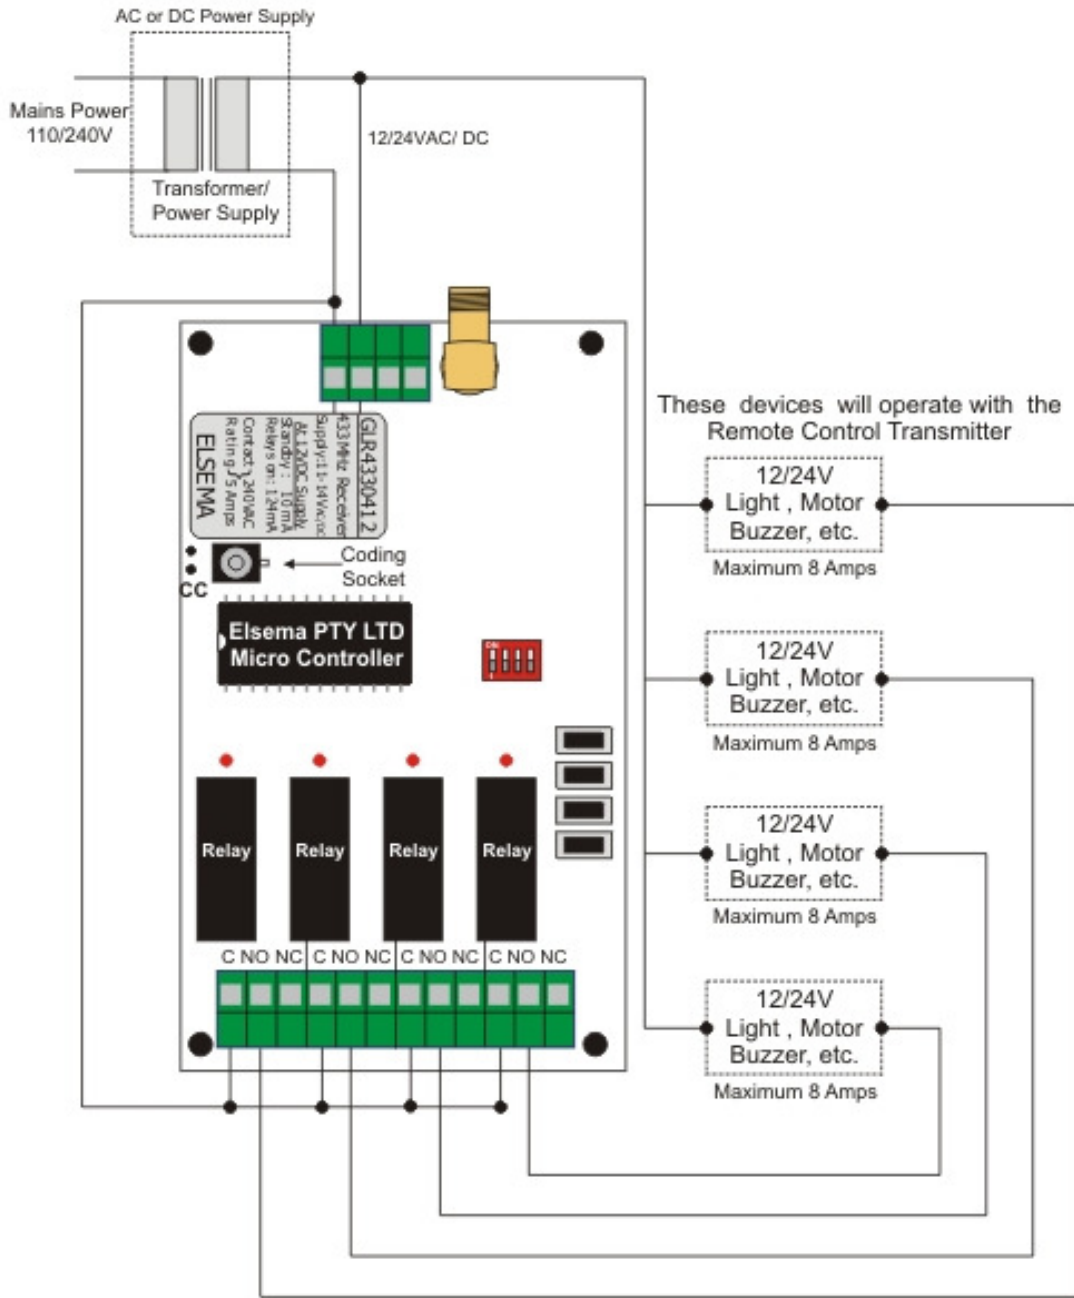 AC or DC Power Supply
Mains Power
110/240V
12/24VAC/ DC
Transformer/
Power Supply
GLR4330412
433MHz Receiver
Supply:11-14Vac/DC
At 12VDC Supply
Standby : 10mA
Relays on: 124mA
Contact } 240VAC
Rating } 5 Amps
ELSEMA
Coding
Socket
CC
Elsema PTY LTD
Micro Controller
Relay
Relay
Relay
Relay
C NO NC C NO NC C NO NC C NO NC
These devices will operate with the
Remote Control Transmitter
12/24V
Light , Motor
Buzzer, etc.
Maximum 8 Amps
12/24V
Light , Motor
Buzzer, etc.
Maximum 8 Amps
12/24V
Light , Motor
Buzzer, etc.
Maximum 8 Amps
12/24V
Light , Motor
Buzzer, etc.
Maximum 8 Amps